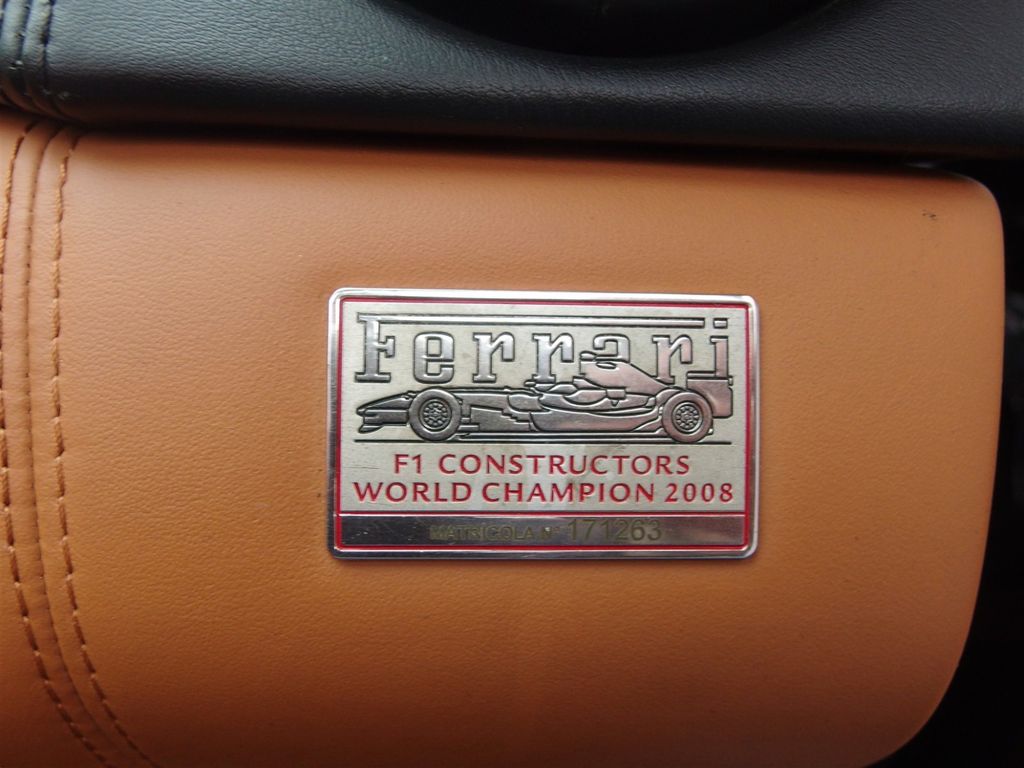 Ferrari
F1 CONSTRUCTORS
WORLD CHAMPION 2008
MATRICOLA N° 171263